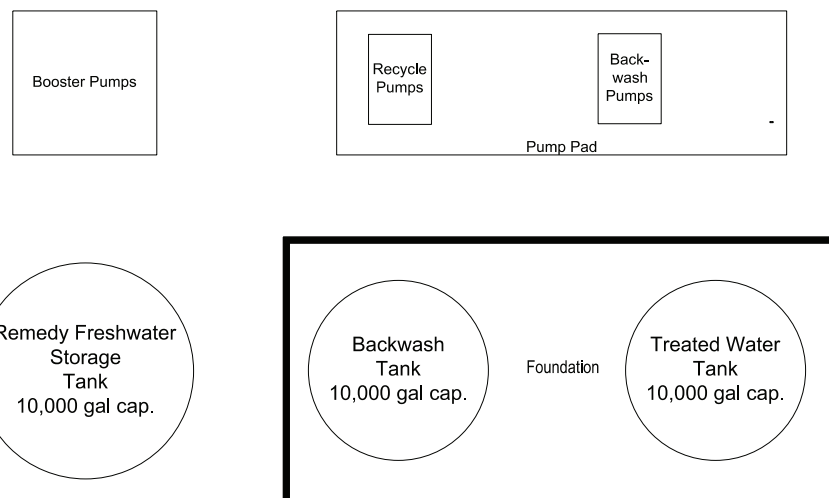 Booster Pumps
Recycle
Pumps
Back-
wash
Pumps
-
Pump Pad
Remedy Freshwater
Storage
Tank
10,000 gal cap.
Backwash
Tank
10,000 gal cap.
Foundation
Treated Water
Tank
10,000 gal cap.